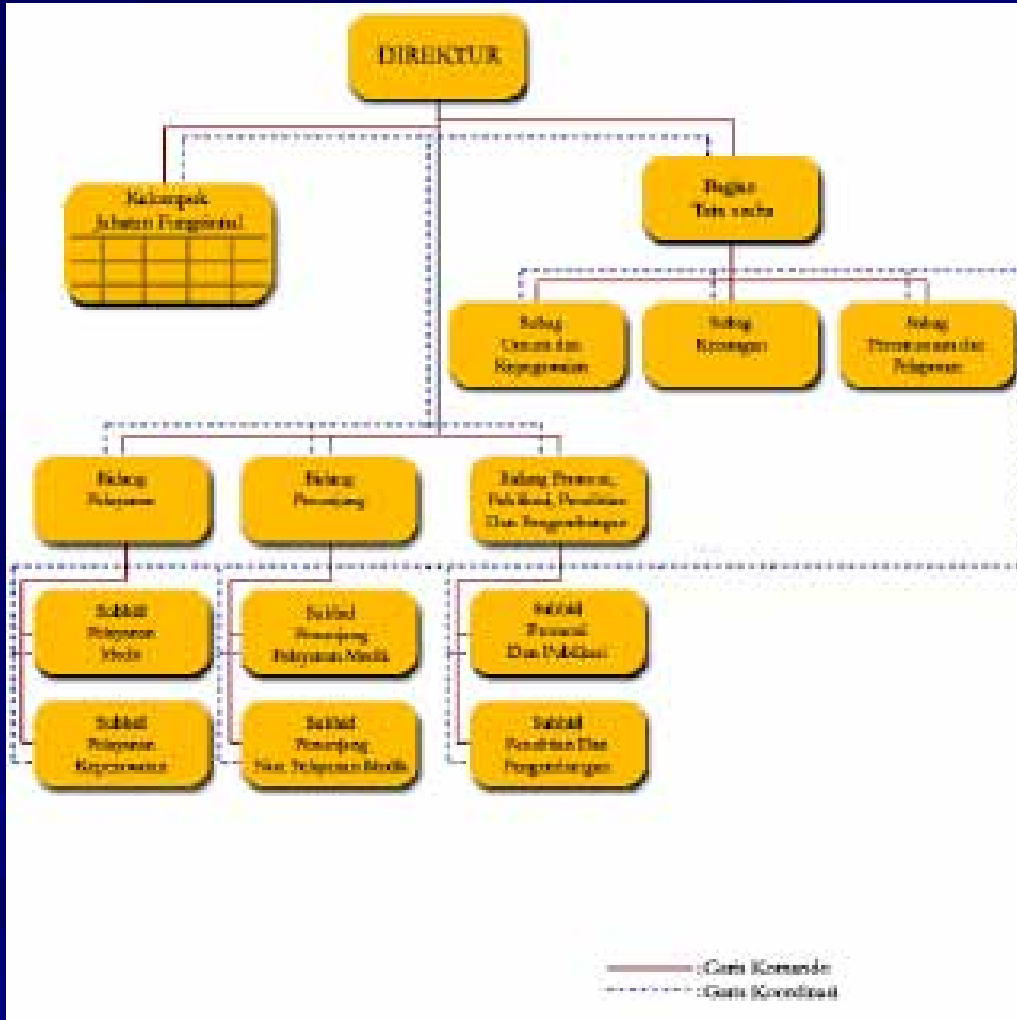 DIREKTUR
Kelompok
Jabatan Fungsional
Bagian
Tata usaha
Subag
Umum dan
Kepegawaian
Subag
Keuangan
Subag
Perencanaan dan
Pelaporan
Bidang
Pelayanan
Bidang
Penunjang
Bidang Promosi,
Publikasi, Penelitian
Dan Pengembangan
Subbid
Pelayanan
Medis
Subbid
Penunjang
Pelayanan Medik
Subbid
Promosi
Dan Publikasi
Subbid
Pelayanan
Keperawatan
Subbid
Penunjang
Non Pelayanan Medik
Subbid
Penelitian Dan
Pengembangan
:Garis Komando
:Garis Koordinasi